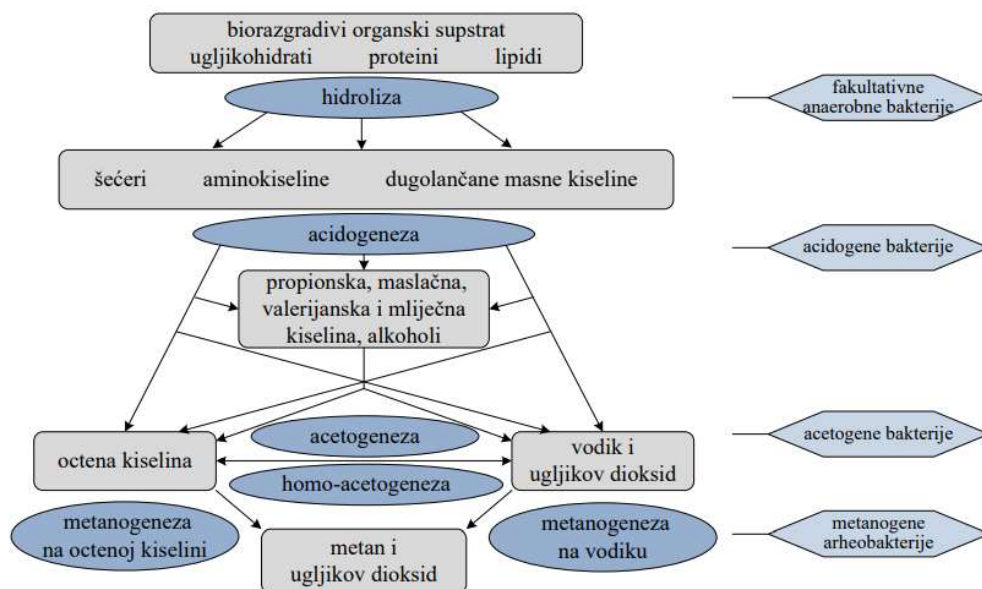 biorazgradivi organski supstrat
ugljikohidrati proteini lipidi
hidroliza
fakultativne
anaerobne bakterije
šećeri aminokiseline dugolančane masne kiseline
acidogeneza
acidogene bakterije
propionska, maslačna,
valerijanska i mliječna
kiselina, alkoholi
acetogeneza
acetogene bakterije
octena kiselina
vodik i
ugljikov dioksid
homo-acetogeneza
metanogeneza
na octenoj kiselini
metan i
ugljikov dioksid
metanogeneza
na vodiku
metanogene
arheobakterije